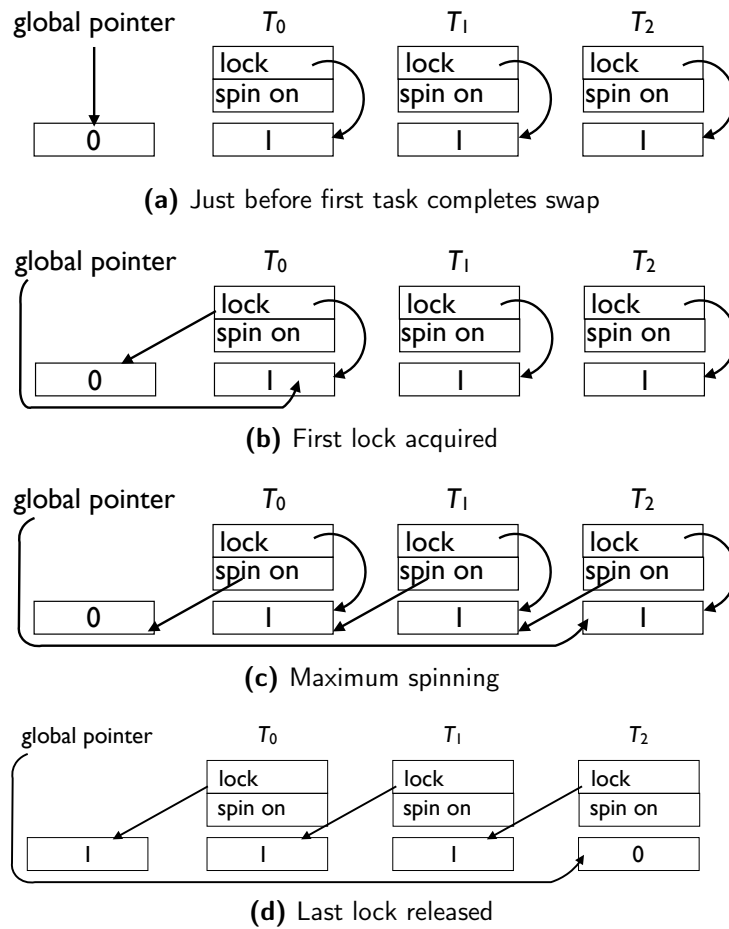 global pointer T0 T1 T2
lock lock lock
spin on spin on spin on
0 1 1 1
(a) Just before first task completes swap
global pointer T0 T1 T2
lock lock lock
spin on spin on spin on
0 1 1 1
(b) First lock acquired
global pointer T0 T1 T2
lock lock lock
spin on spin on spin on
0 1 1 1
(c) Maximum spinning
global pointer T0 T1 T2
lock lock lock
spin on spin on spin on
1 1 1 0
(d) Last lock released